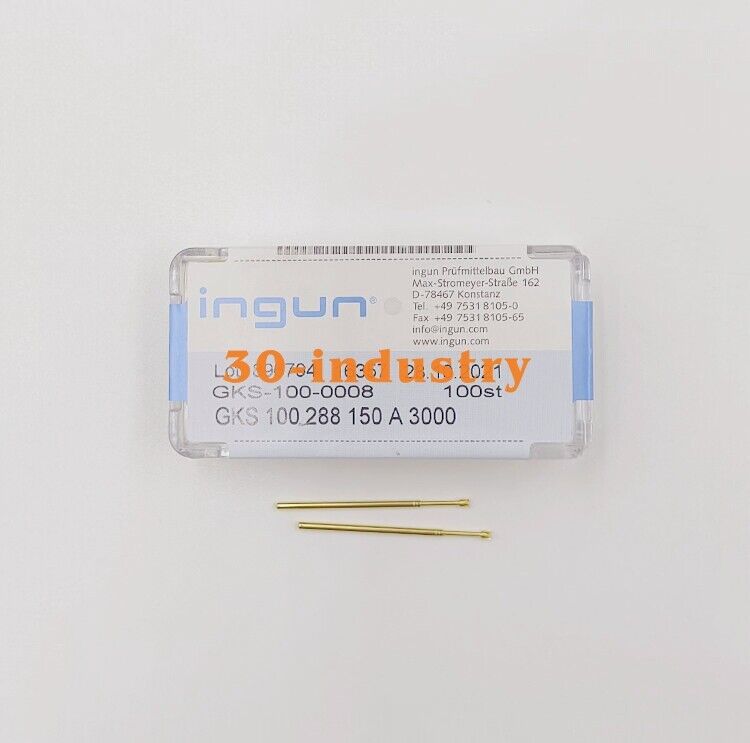 ingun Prüfmittelbau GmbH
Max-Stromeyer-Straße 162
D-78467 Konstanz
Tel. +49 7531 8105-0
Fax +49 7531 8105-65
info@ingun.com
www.ingun.com
ingun®
30-industry
GKS-100-0008 100st
GKS 100 288 150 A 3000